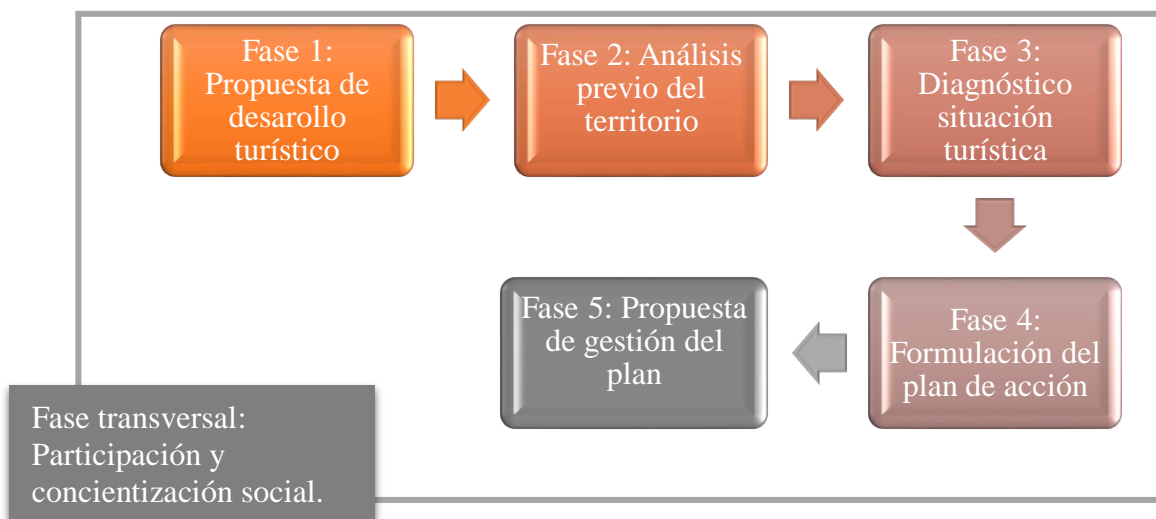 Fase 1:
Propuesta de
desarollo
turístico
Fase 2: Análisis
previo del
territorio
Fase 3:
Diagnóstico
situación
turística
Fase 4:
Formulación del
plan de acción
Fase 5: Propuesta
de gestión del
plan
Fase transversal:
Participación y
concientización social.